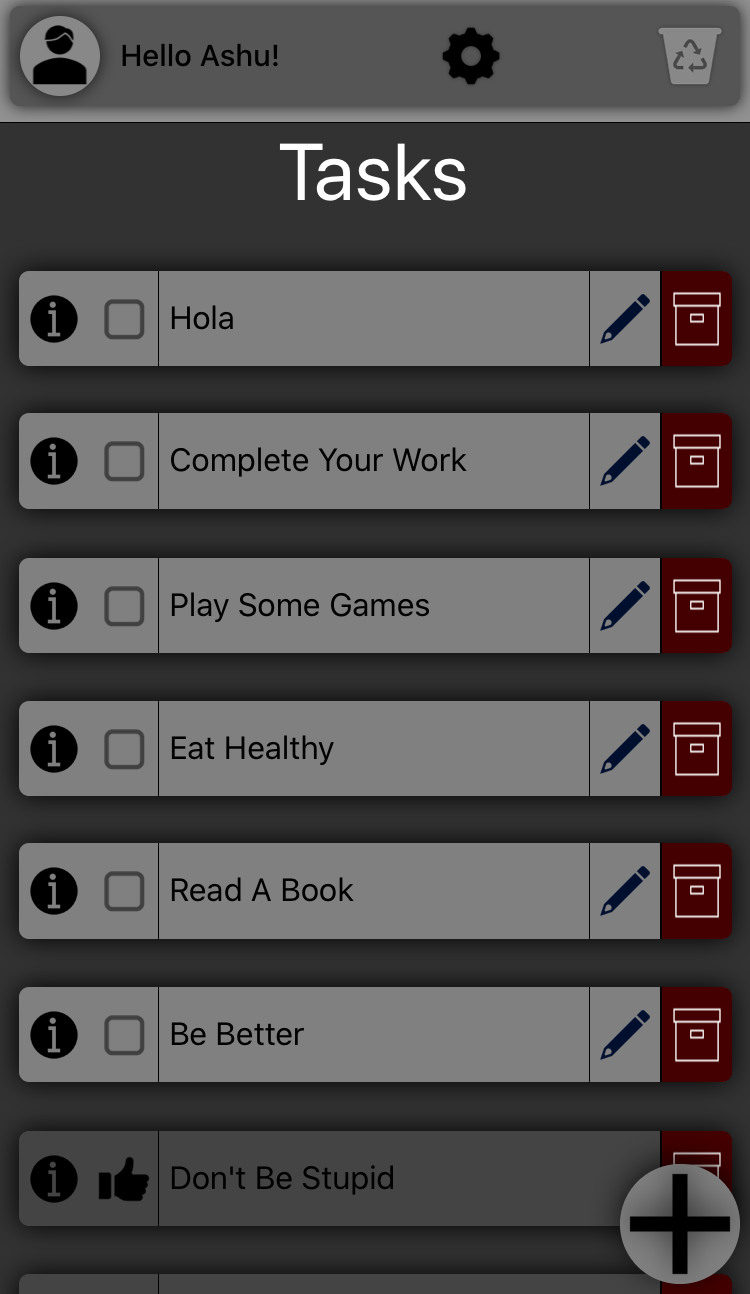 Hello Ashu!
Tasks
Hola
Complete Your Work
Play Some Games
Eat Healthy
Read A Book
Be Better
Don't Be Stupid